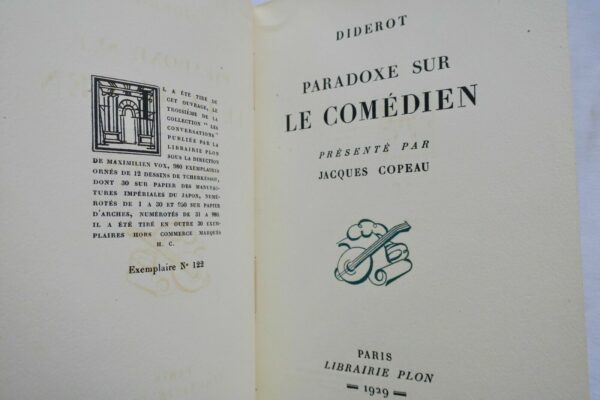 IL A ÉTÉ TIRÉ DE
CET OUVRAGE, LE
TROISIÈME DE LA
COLLECTION "LES
CONVERSATIONS"
PUBLIÉE PAR LA
LIBRAIRIE PLON
SOUS LA DIRECTION
DE MAXIMILIEN VOX, 980 EXEMPLAIRES
ORNÉS DE 12 DESSINS DE TCHERKESSOF,
DONT 30 SUR PAPIER DES MANUFAC-
TURES IMPÉRIALES DU JAPON, NUMÉ-
ROTÉS DE 1 A 30 ET 950 SUR PAPIER
D'ARCHES, NUMÉROTÉS DE 31 A 980.
IL A ÉTÉ TIRÉ EN OUTRE 30 EXEM-
PLAIRES HORS COMMERCE MARQUÉS
H. C.
Exemplaire No 122
DIDEROT
PARADOXE SUR
LE COMÉDIEN
PRÉSENTÉ PAR
JACQUES COPEAU
PARIS
LIBRAIRIE PLON
1929